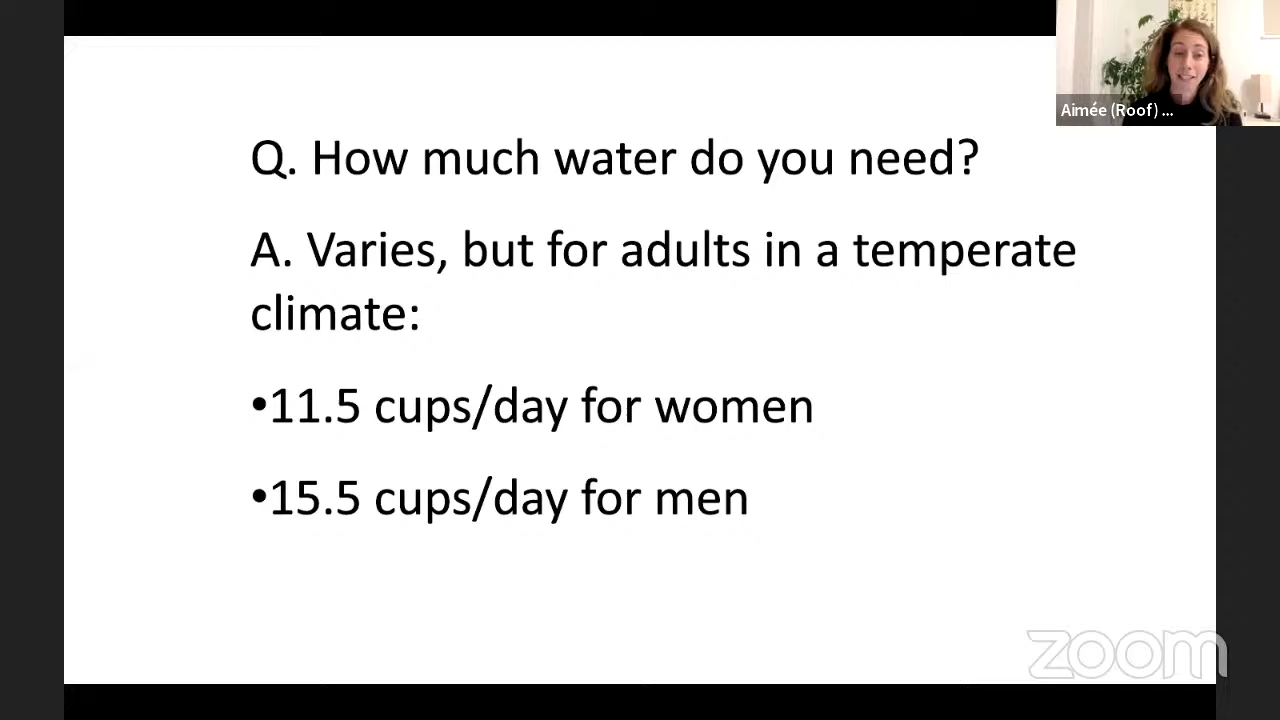 Aimée (Roof) ...
Q. How much water do you need?
A. Varies, but for adults in a temperate
climate:
•11.5 cups/day for women
•15.5 cups/day for men
zoom